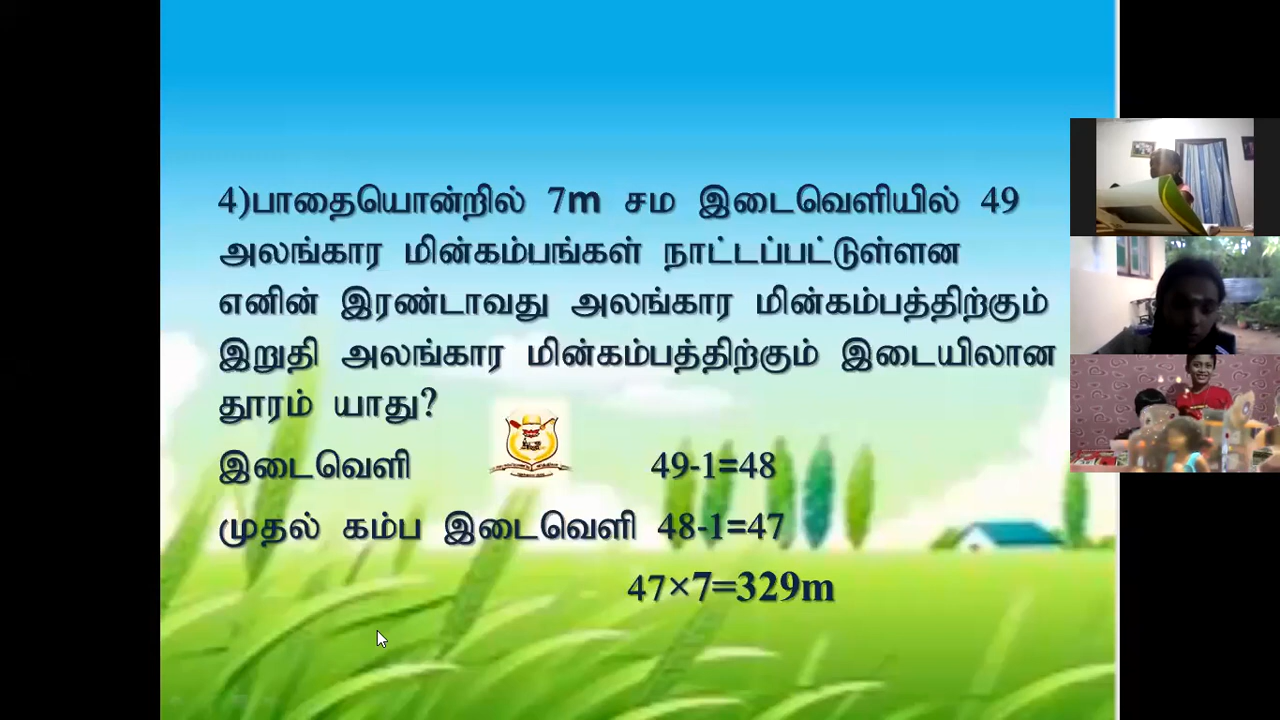 4)பாதையொன்றில் 7m சம இடைவெளியில் 49
அலங்கார மின்கம்பங்கள் நாட்டப்பட்டுள்ளன
எனின் இரண்டாவது அலங்கார மின்கம்பத்திற்கும்
இறுதி அலங்கார மின்கம்பத்திற்கும் இடையிலான
தூரம் யாது?
இடைவெளி 49-1=48
முதல் கம்ப இடைவெளி 48-1=47
47×7=329m